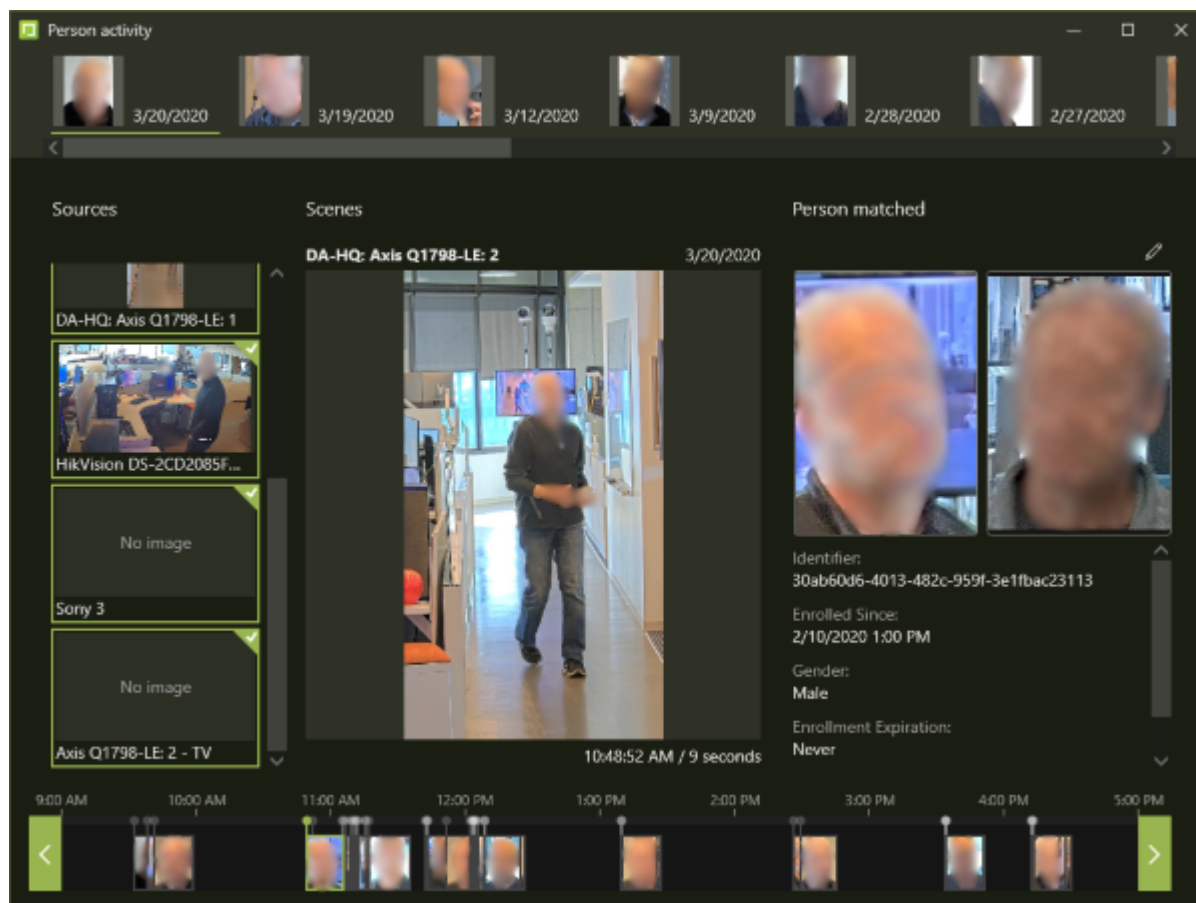 Person activity
3/20/2020
3/19/2020
3/12/2020
3/9/2020
2/28/2020
2/27/2020
Sources
Scenes
Person matched
DA-HQ: Axis Q1798-LE: 2
3/20/2020
DA-HQ: Axis Q1798-LE: 1
HikVision DS-2CD2085F...
No image
Sony 3
No image
Axis Q1798-LE: 2 - TV
10:48:52 AM / 9 seconds
Identifier:
30ab60d6-4013-482c-959f-3e1fbac23113
Enrolled Since:
2/10/2020 1:00 PM
Gender:
Male
Enrollment Expiration:
Never
9:00 AM
10:00 AM
11:00 AM
12:00 PM
1:00 PM
2:00 PM
3:00 PM
4:00 PM
5:00 PM